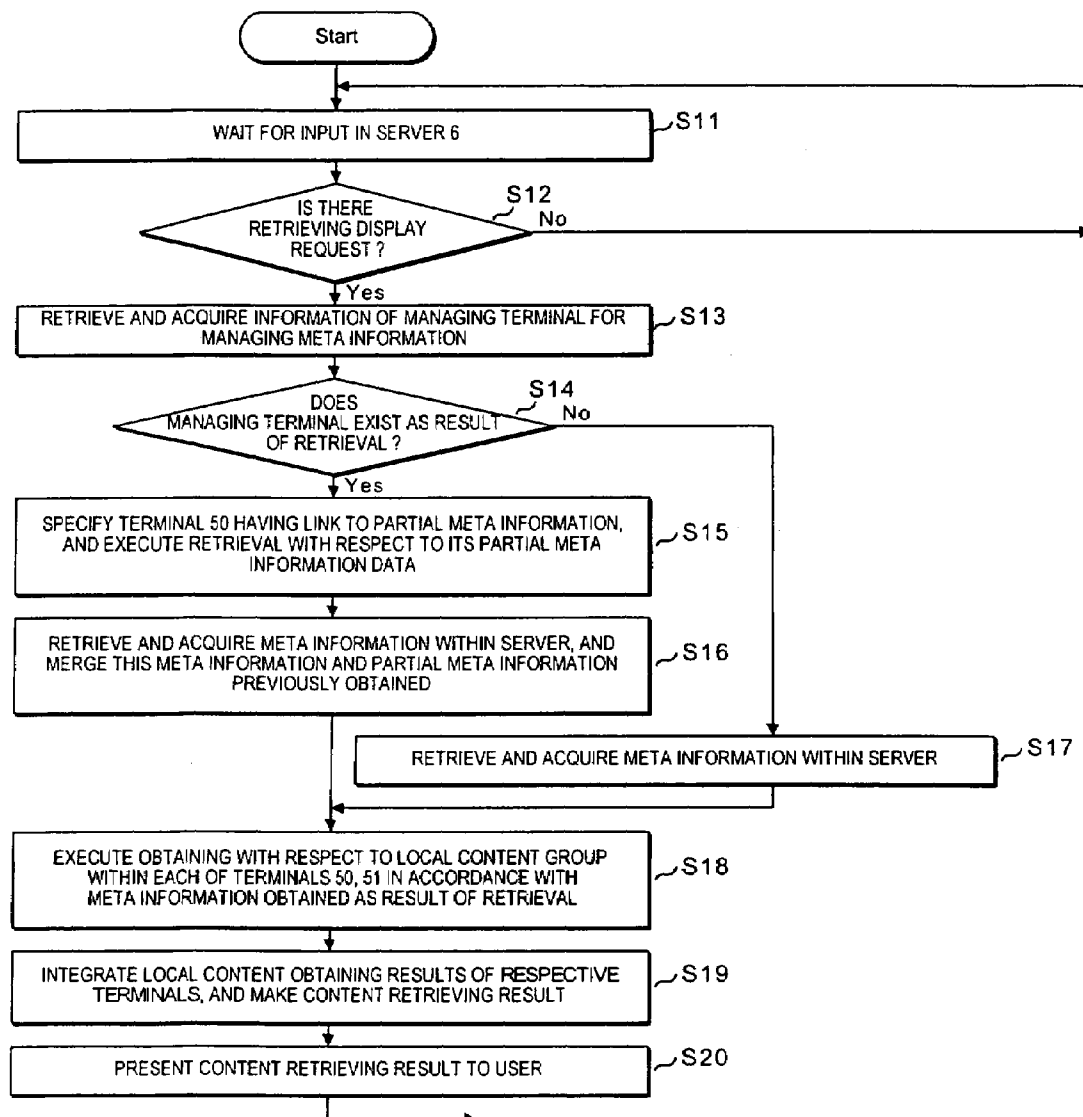 Start
WAIT FOR INPUT IN SERVER 6
S11
IS THERE
RETRIEVING DISPLAY
REQUEST ?
S12
No
Yes
RETRIEVE AND ACQUIRE INFORMATION OF MANAGING TERMINAL FOR
MANAGING META INFORMATION
S13
DOES
MANAGING TERMINAL EXIST AS RESULT
OF RETRIEVAL ?
S14
No
Yes
SPECIFY TERMINAL 50 HAVING LINK TO PARTIAL META INFORMATION,
AND EXECUTE RETRIEVAL WITH RESPECT TO ITS PARTIAL META
INFORMATION DATA
S15
RETRIEVE AND ACQUIRE META INFORMATION WITHIN SERVER, AND
MERGE THIS META INFORMATION AND PARTIAL META INFORMATION
PREVIOUSLY OBTAINED
S16
RETRIEVE AND ACQUIRE META INFORMATION WITHIN SERVER
S17
EXECUTE OBTAINING WITH RESPECT TO LOCAL CONTENT GROUP
WITHIN EACH OF TERMINALS 50, 51 IN ACCORDANCE WITH
META INFORMATION OBTAINED AS RESULT OF RETRIEVAL
S18
INTEGRATE LOCAL CONTENT OBTAINING RESULTS OF RESPECTIVE
TERMINALS, AND MAKE CONTENT RETRIEVING RESULT
S19
PRESENT CONTENT RETRIEVING RESULT TO USER
S20